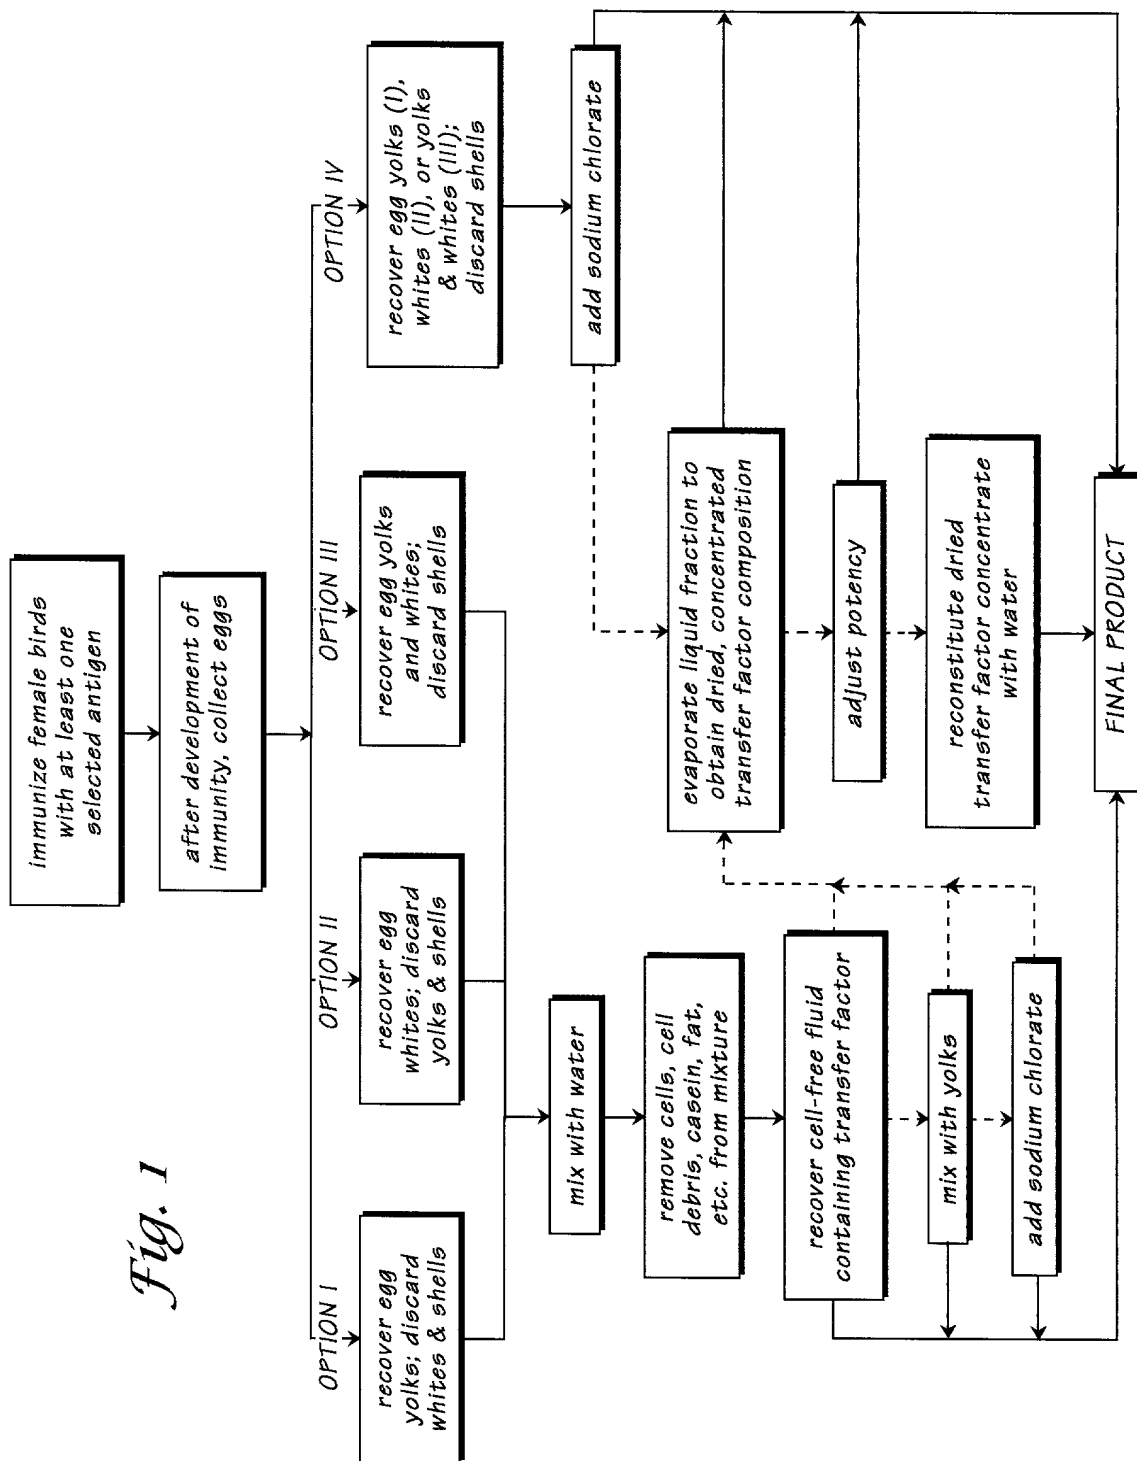 Fig. 1
immunize female birds
with at least one
selected antigen
after development of
immunity, collect eggs
OPTION I
OPTION II
OPTION III
OPTION IV
recover egg
yolks; discard
whites & shells
recover egg
whites; discard
yolks & shells
recover egg yolks
and whites;
discard shells
recover egg yolks (I),
whites (II), or yolks
& whites (III);
discard shells
mix with water
add sodium chlorate
remove cells, cell
debris, casein, fat,
etc. from mixture
evaporate liquid fraction to
obtain dried, concentrated
transfer factor composition
recover cell-free fluid
containing transfer factor
adjust potency
mix with yolks
reconstitute dried
transfer factor concentrate
with water
add sodium chlorate
FINAL PRODUCT